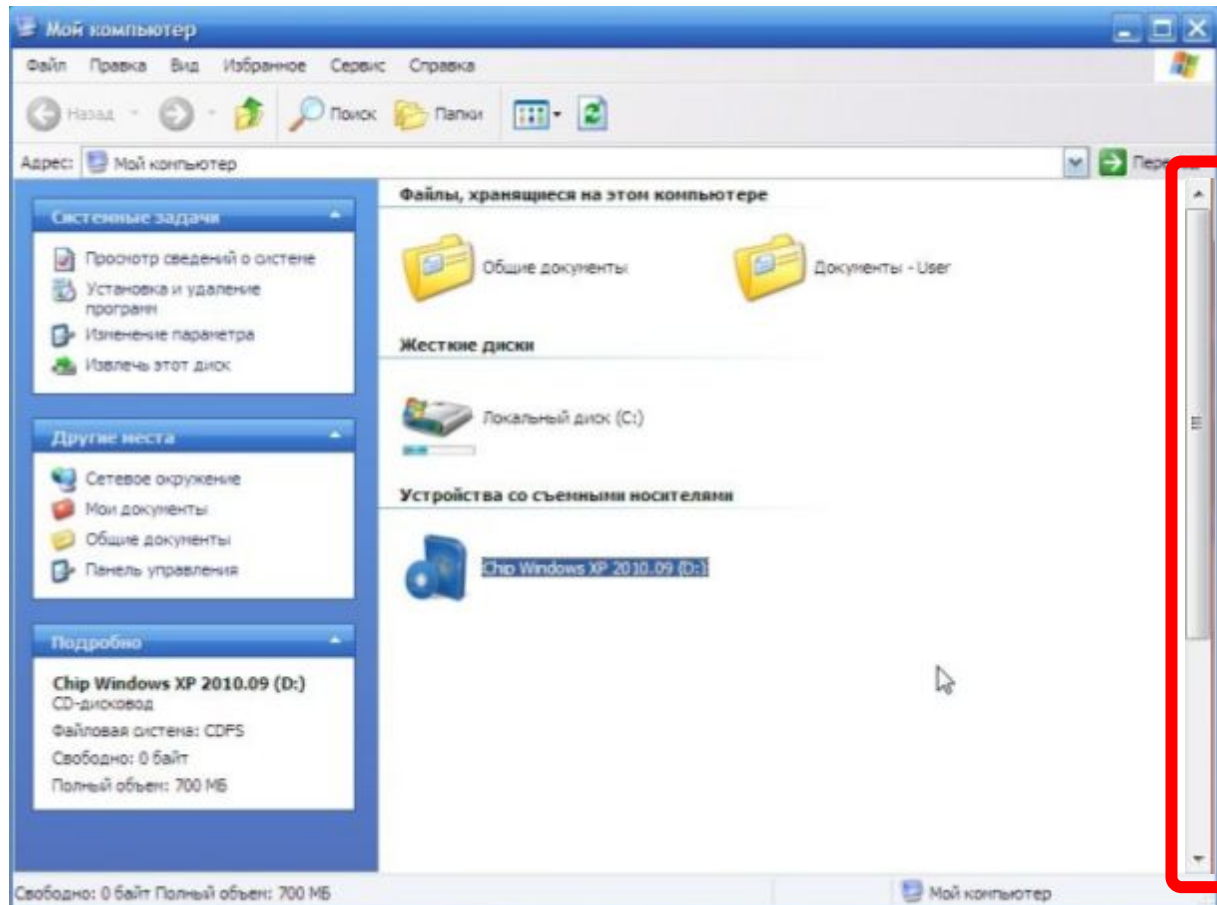 Мой компьютер
Файл Правка Вид Избранное Сервис Справка
Назад Поиск Папки
Адрес: Мой компьютер
Файлы, хранящиеся на этом компьютере
Системные задачи
Просмотр сведений о системе
Установка и удаление
программ
Изменение параметра
Извлечь этот диск
Общие документы
Документы - User
Жесткие диски
Локальный диск (C:)
Другие места
Сетевое окружение
Мои документы
Общие документы
Панель управления
Устройства со съемными носителями
Chip Windows XP 2010.09 (D:)
Подробно
Chip Windows XP 2010.09 (D:)
CD-дисковод
Файловая система: CDFS
Свободно: 0 байт
Полный объем: 700 МБ
Свободно: 0 байт Полный объем: 700 МБ
Мой компьютер